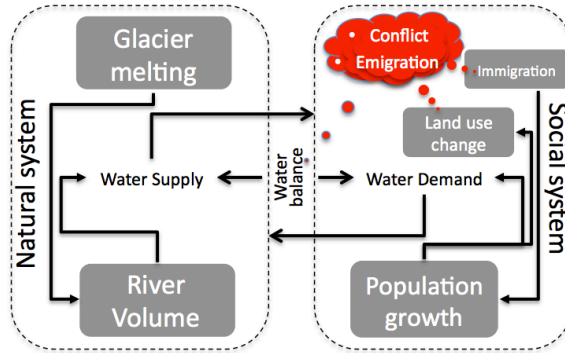 Glacier
melting
• Conflict
• Emigration
Immigration
Land use
change
Natural system
Social system
Water Supply
Water
balance
Water Demand
River
Volume
Population
growth